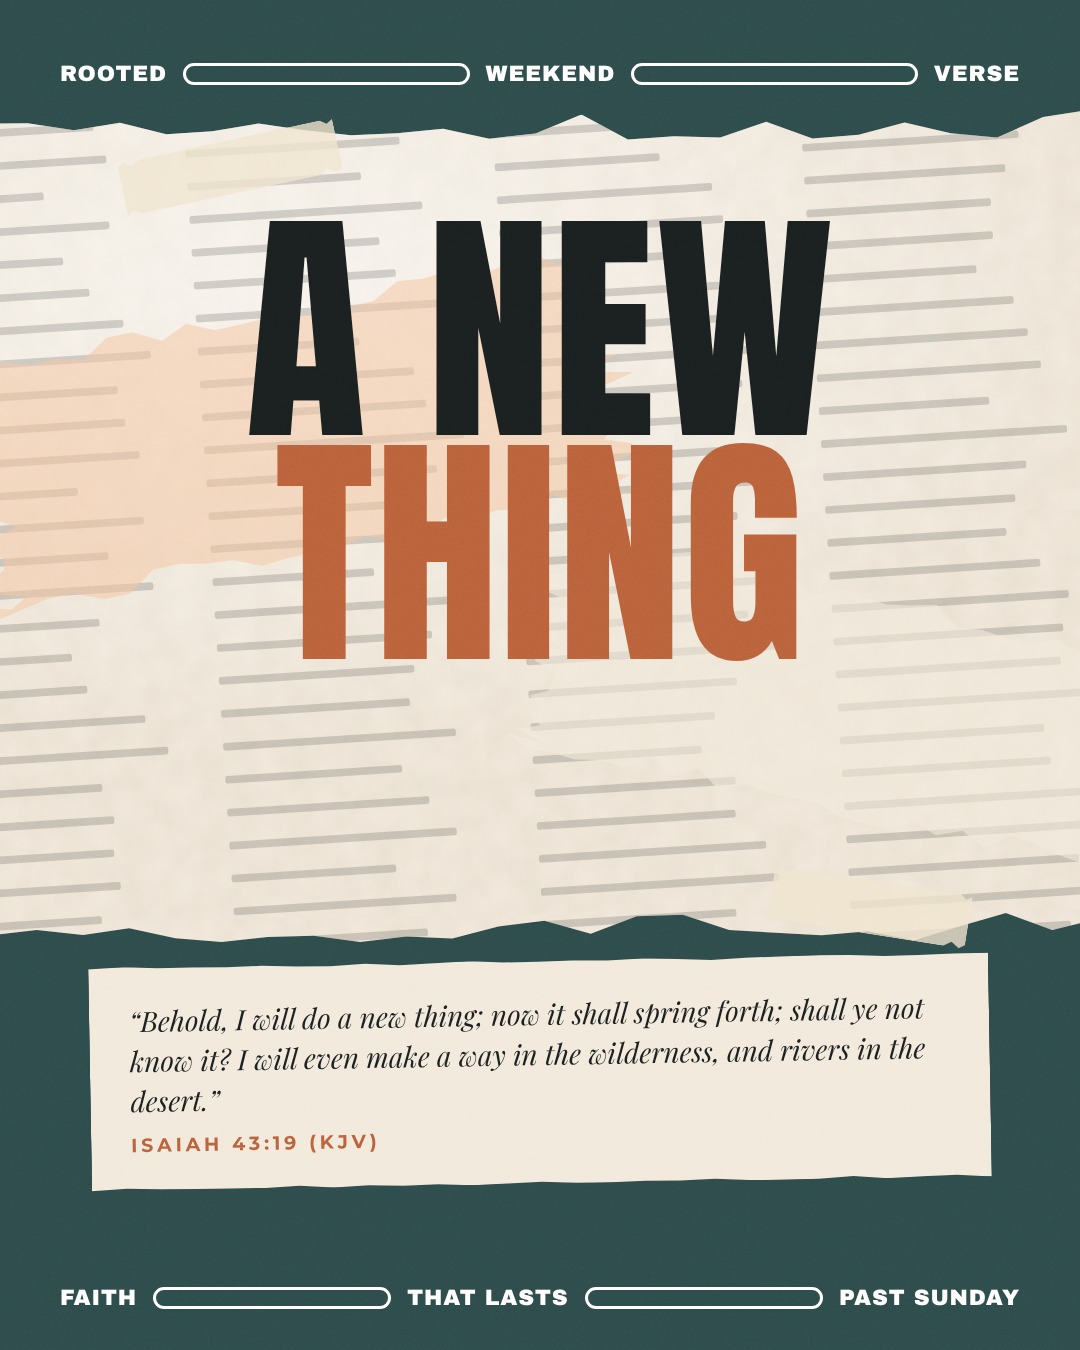 ROOTED WEEKEND VERSE
A NEW
THING
“Behold, I will do a new thing; now it shall spring forth; shall ye not
know it? I will even make a way in the wilderness, and rivers in the
desert.”
ISAIAH 43:19 (KJV)
FAITH THAT LASTS PAST SUNDAY